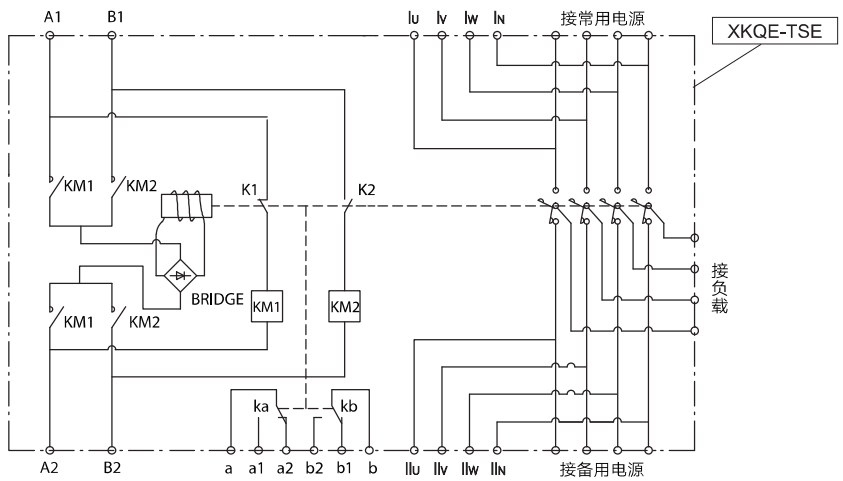 A1 B1 IU IV IW IN 接常用电源
XKQE-TSE
KM1 KM2 K1 K2
BRIDGE KM1 KM2
KM1 KM2
接负载
ka kb
A2 B2 a a1 a2 b2 b1 b IIU IIV IIW IIN 接备用电源